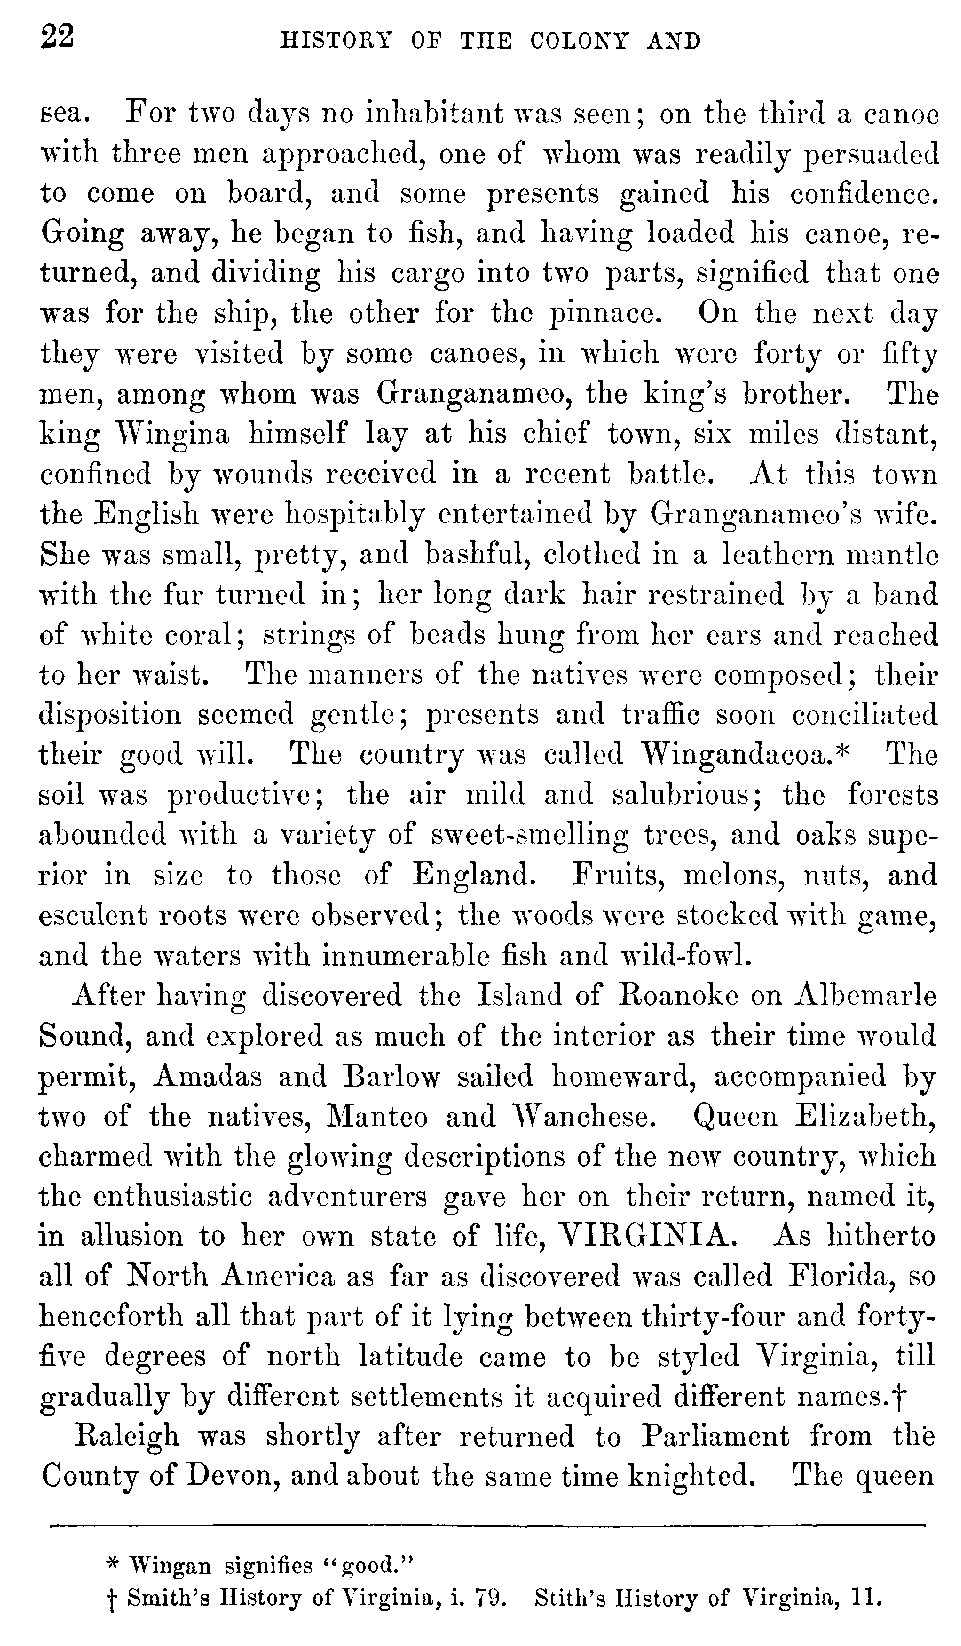 22 HISTORY OF THE COLONY AND
sea. For two days no inhabitant was seen; on the third a canoe
with three men approached, one of whom was readily persuaded
to come on board, and some presents gained his confidence.
Going away, he began to fish, and having loaded his canoe, re-
turned, and dividing his cargo into two parts, signified that one
was for the ship, the other for the pinnace. On the next day
they were visited by some canoes, in which were forty or fifty
men, among whom was Granganameo, the king's brother. The
king Wingina himself lay at his chief town, six miles distant,
confined by wounds received in a recent battle. At this town
the English were hospitably entertained by Granganameo's wife.
She was small, pretty, and bashful, clothed in a leathern mantle
with the fur turned in; her long dark hair restrained by a band
of white coral; strings of beads hung from her ears and reached
to her waist. The manners of the natives were composed; their
disposition seemed gentle; presents and traffic soon conciliated
their good will. The country was called Wingandacoa.* The
soil was productive; the air mild and salubrious; the forests
abounded with a variety of sweet-smelling trees, and oaks supe-
rior in size to those of England. Fruits, melons, nuts, and
esculent roots were observed; the woods were stocked with game,
and the waters with innumerable fish and wild-fowl.
After having discovered the Island of Roanoke on Albemarle
Sound, and explored as much of the interior as their time would
permit, Amadas and Barlow sailed homeward, accompanied by
two of the natives, Manteo and Wanchese. Queen Elizabeth,
charmed with the glowing descriptions of the new country, which
the enthusiastic adventurers gave her on their return, named it,
in allusion to her own state of life, VIRGINIA. As hitherto
all of North America as far as discovered was called Florida, so
henceforth all that part of it lying between thirty-four and forty-
five degrees of north latitude came to be styled Virginia, till
gradually by different settlements it acquired different names.†
Raleigh was shortly after returned to Parliament from the
County of Devon, and about the same time knighted. The queen
* Wingan signifies "good."
† Smith's History of Virginia, i. 79. Stith's History of Virginia, 11.